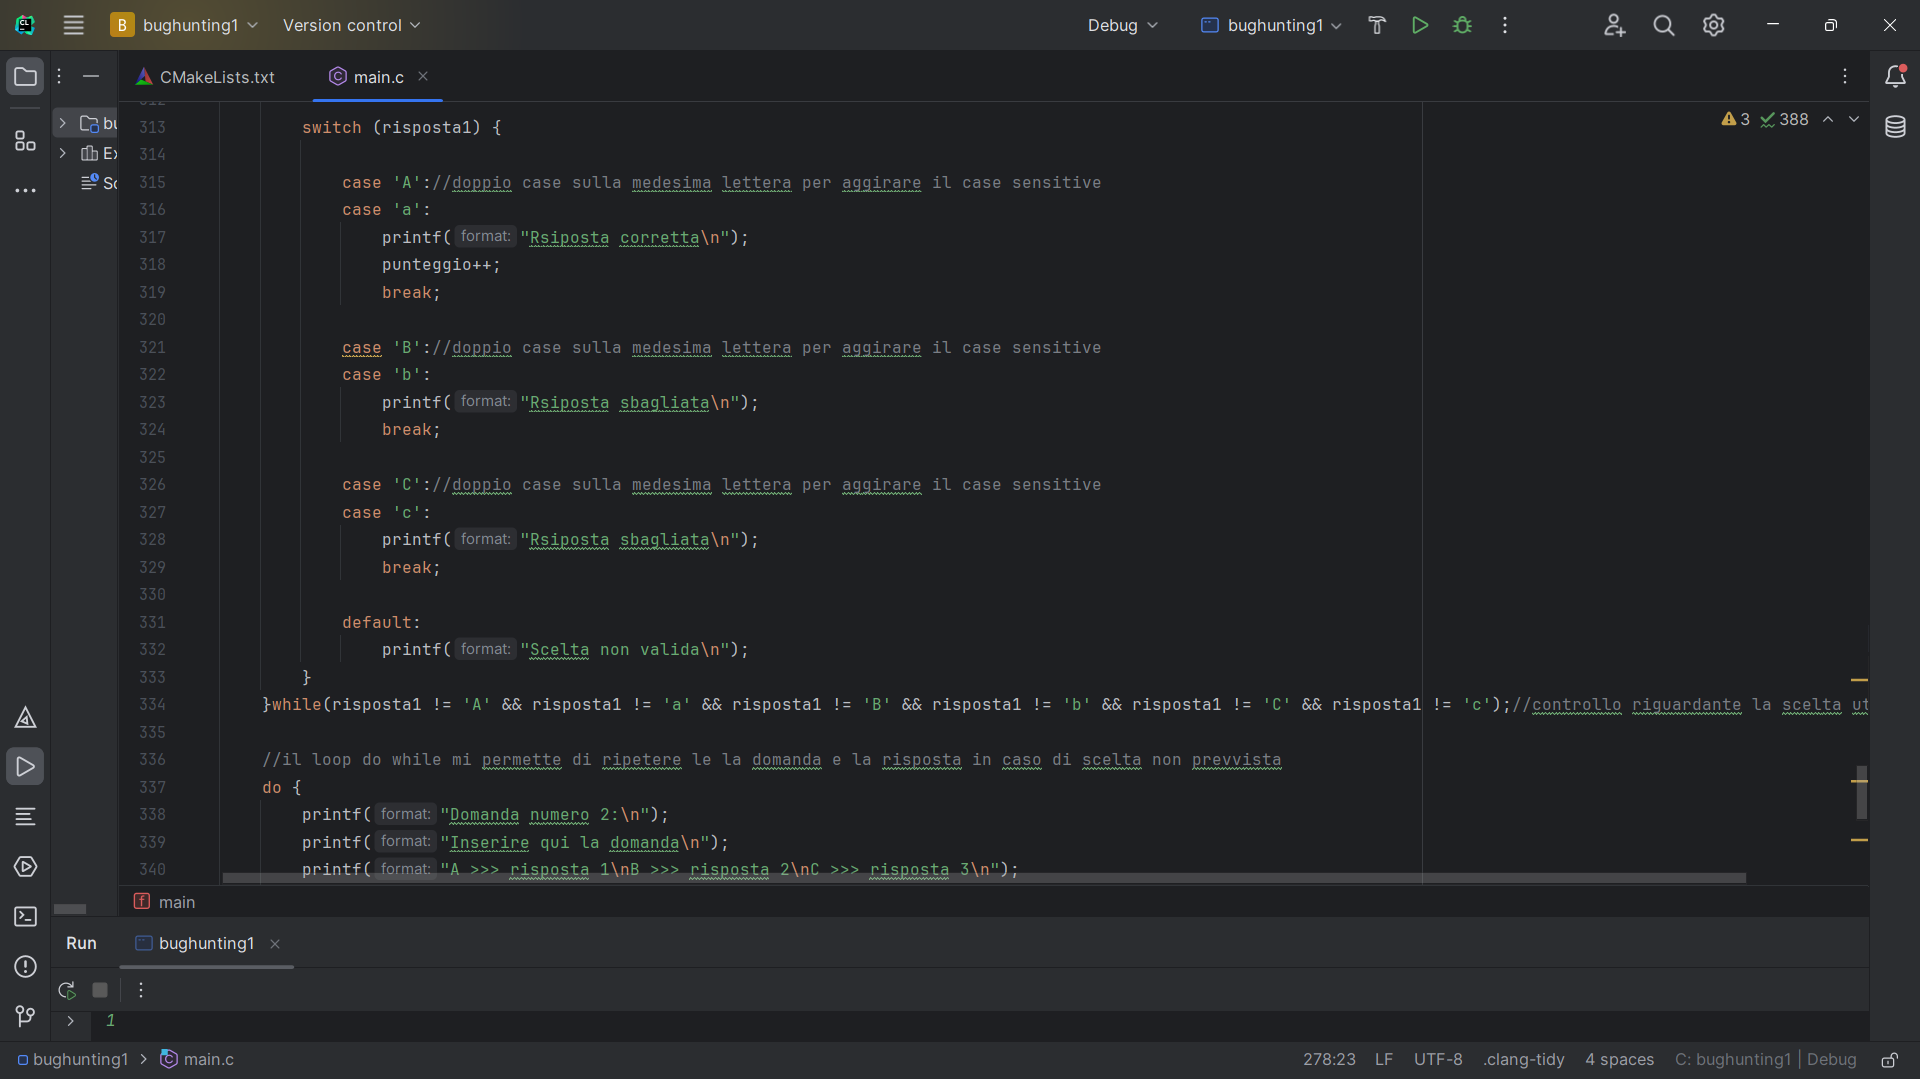 B bughunting1 Version control Debug bughunting1
CMakeLists.txt main.c
bu
Ex
Sc
3 388
312
313 switch (risposta1) {
314
315 case 'A'://doppio case sulla medesima lettera per aggirare il case sensitive
316 case 'a':
317 printf( format: "Rsiposta corretta\n");
318 punteggio++;
319 break;
320
321 case 'B'://doppio case sulla medesima lettera per aggirare il case sensitive
322 case 'b':
323 printf( format: "Rsiposta sbagliata\n");
324 break;
325
326 case 'C'://doppio case sulla medesima lettera per aggirare il case sensitive
327 case 'c':
328 printf( format: "Rsiposta sbagliata\n");
329 break;
330
331 default:
332 printf( format: "Scelta non valida\n");
333 }
334 }while(risposta1 != 'A' && risposta1 != 'a' && risposta1 != 'B' && risposta1 != 'b' && risposta1 != 'C' && risposta1 != 'c');//controllo riguardante la scelta ut
335
336 //il loop do while mi permette di ripetere le la domanda e la risposta in caso di scelta non prevvista
337 do {
338 printf( format: "Domanda numero 2:\n");
339 printf( format: "Inserire qui la domanda\n");
340 printf( format: "A >>> risposta 1\nB >>> risposta 2\nC >>> risposta 3\n");
f main
Run bughunting1
1
bughunting1 > main.c 278:23 LF UTF-8 .clang-tidy 4 spaces C: bughunting1 | Debug